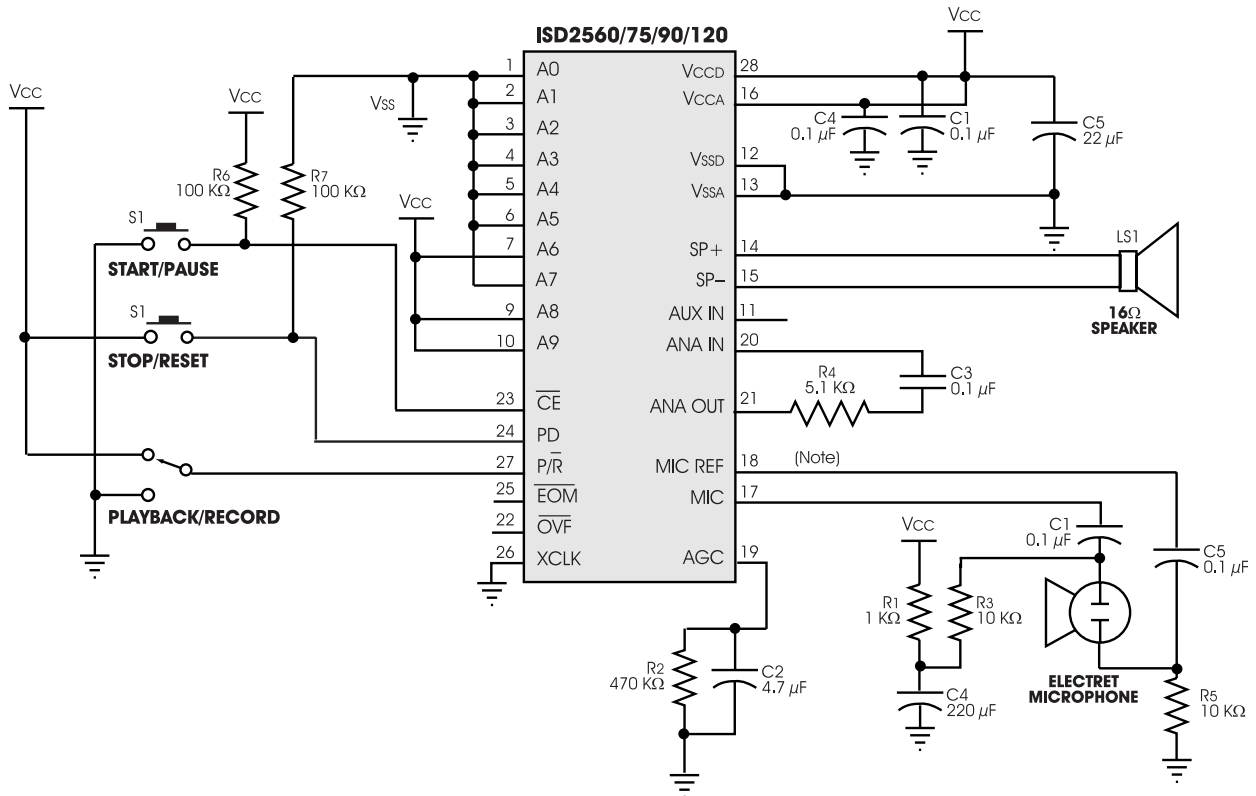 ISD2560/75/90/120
VCC
VCC
VCC
VSS
R6
100 KΩ
R7
100 KΩ
S1
START/PAUSE
S1
STOP/RESET
PLAYBACK/RECORD
VCC
1 A0
2 A1
3 A2
4 A3
5 A4
6 A5
7 A6
A7
9 A8
10 A9
23 CE
24 PD
27 P/R
25 EOM
22 OVF
26 XCLK
VCCD 28
VCCA 16
VSSD 12
VSSA 13
SP+ 14
SP– 15
AUX IN 11
ANA IN 20
ANA OUT 21
MIC REF 18
MIC 17
AGC 19
C4
0.1 µF
C1
0.1 µF
C5
22 µF
LS1
16Ω
SPEAKER
R4
5.1 KΩ
C3
0.1 µF
(Note)
VCC
C1
0.1 µF
C5
0.1 µF
R1
1 KΩ
R3
10 KΩ
ELECTRET
MICROPHONE
C4
220 µF
R5
10 KΩ
R2
470 KΩ
C2
4.7 µF